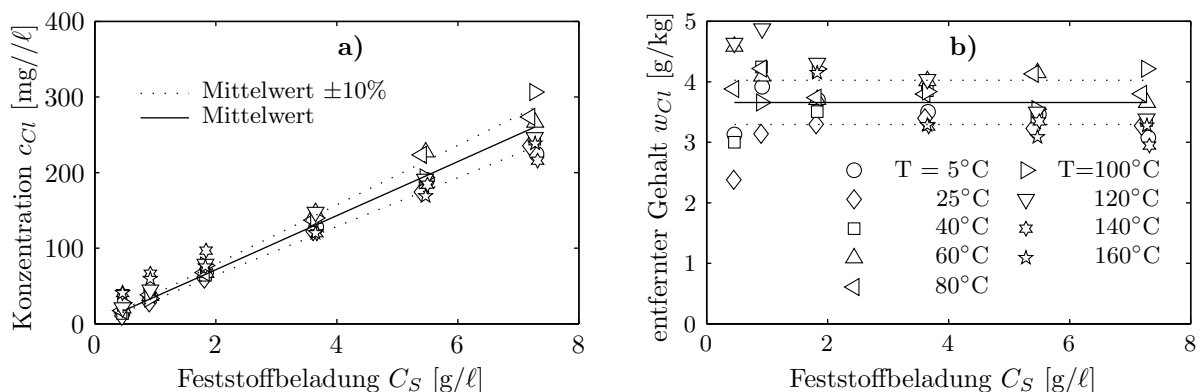 a)
Mittelwert ±10%
Mittelwert
Konzentration c_Cl [mg//ℓ]
400
300
200
100
0
0 2 4 6 8
Feststoffbeladung C_S [g/ℓ]
b)
entfernter Gehalt w_Cl [g/kg]
5
4
3
2
1
0
T = 5°C
25°C
40°C
60°C
80°C
T=100°C
120°C
140°C
160°C
0 2 4 6 8
Feststoffbeladung C_S [g/ℓ]